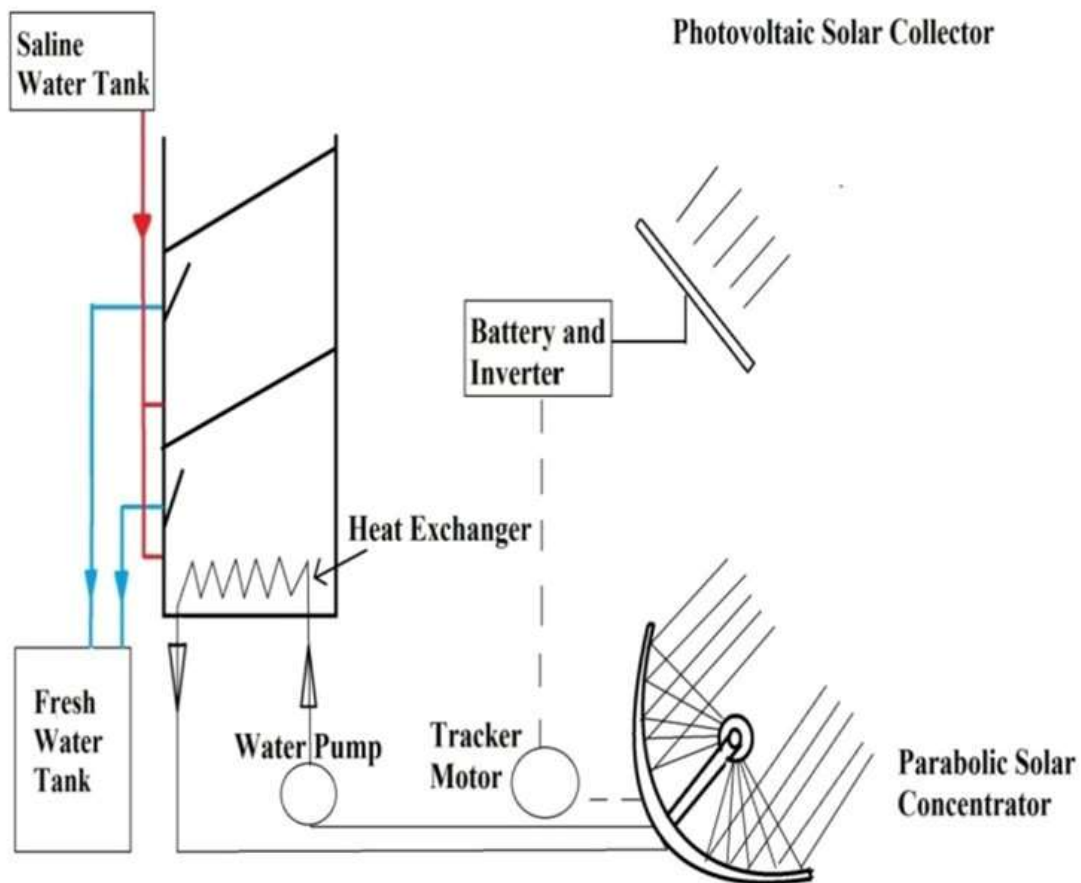 Saline
Water Tank
Photovoltaic Solar Collector
Battery and
Inverter
Heat Exchanger
Fresh
Water
Tank
Water Pump
Tracker
Motor
Parabolic Solar
Concentrator